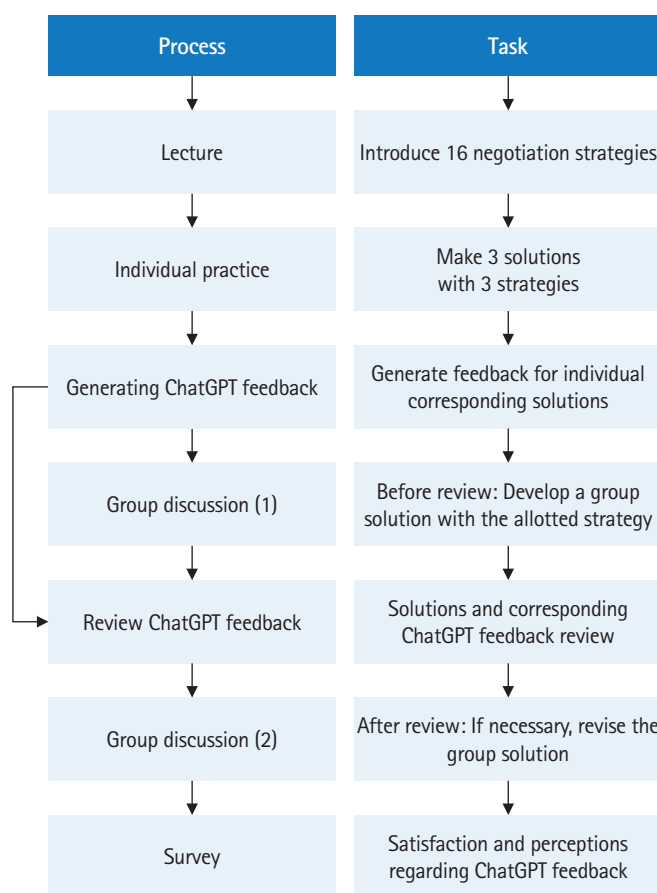 Process
Task
Lecture
Introduce 16 negotiation strategies
Individual practice
Make 3 solutions
with 3 strategies
Generating ChatGPT feedback
Generate feedback for individual
corresponding solutions
Group discussion (1)
Before review: Develop a group
solution with the allotted strategy
Review ChatGPT feedback
Solutions and corresponding
ChatGPT feedback review
Group discussion (2)
After review: If necessary, revise the
group solution
Survey
Satisfaction and perceptions
regarding ChatGPT feedback